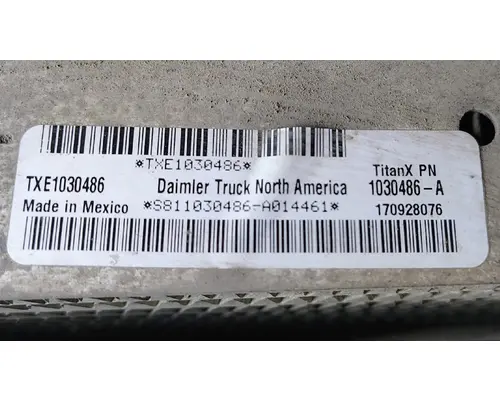 *TXE1030486*
TitanX PN
TXE1030486 Daimler Truck North America 1030486-A
Made in Mexico *S811030486-A014461* 170928076